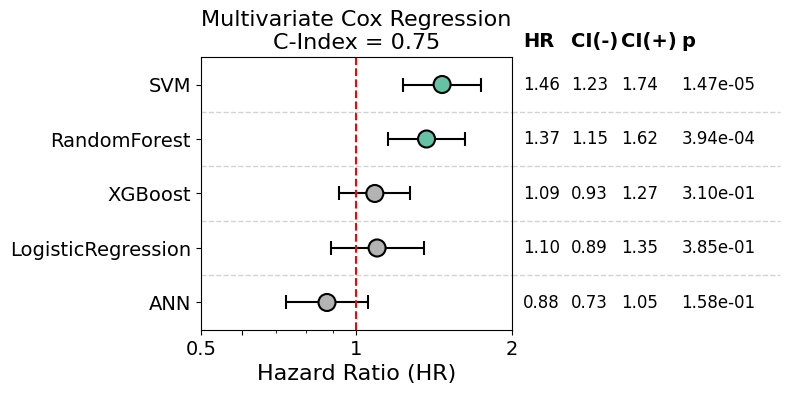 Multivariate Cox Regression
C-Index = 0.75
HR CI(-) CI(+) p
SVM 1.46 1.23 1.74 1.47e-05
RandomForest 1.37 1.15 1.62 3.94e-04
XGBoost 1.09 0.93 1.27 3.10e-01
LogisticRegression 1.10 0.89 1.35 3.85e-01
ANN 0.88 0.73 1.05 1.58e-01
0.5 1 2
Hazard Ratio (HR)